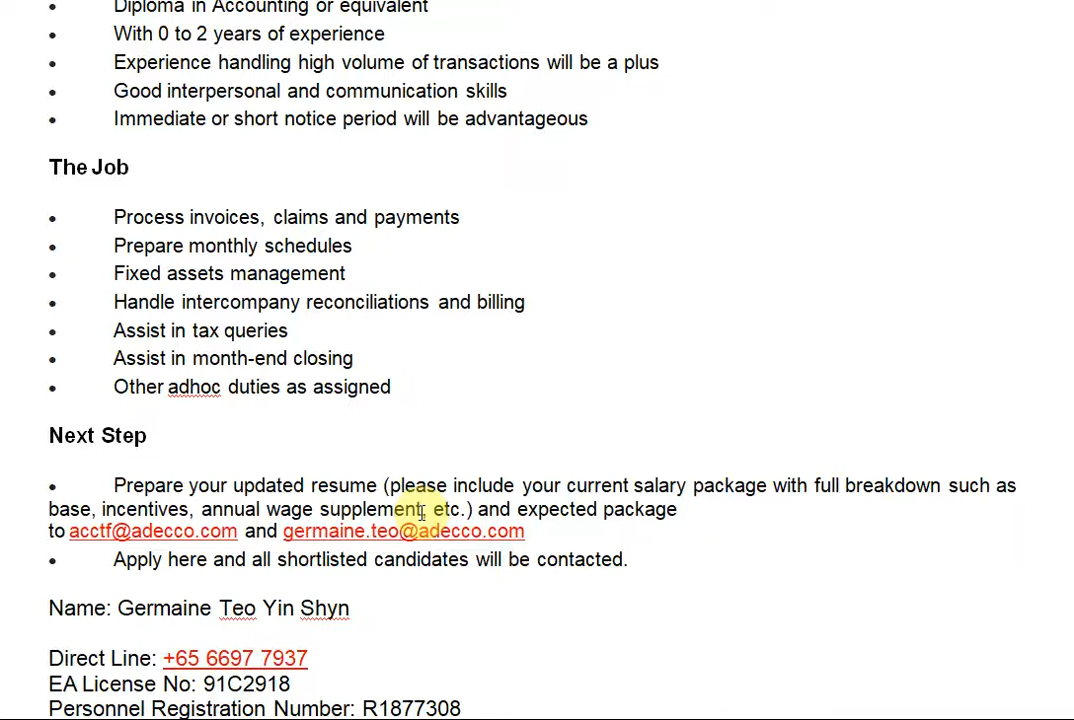 • Diploma in Accounting or equivalent
• With 0 to 2 years of experience
• Experience handling high volume of transactions will be a plus
• Good interpersonal and communication skills
• Immediate or short notice period will be advantageous
The Job
• Process invoices, claims and payments
• Prepare monthly schedules
• Fixed assets management
• Handle intercompany reconciliations and billing
• Assist in tax queries
• Assist in month-end closing
• Other adhoc duties as assigned
Next Step
• Prepare your updated resume (please include your current salary package with full breakdown such as
base, incentives, annual wage supplement, etc.) and expected package
to acctf@adecco.com and germaine.teo@adecco.com
• Apply here and all shortlisted candidates will be contacted.
Name: Germaine Teo Yin Shyn
Direct Line: +65 6697 7937
EA License No: 91C2918
Personnel Registration Number: R1877308